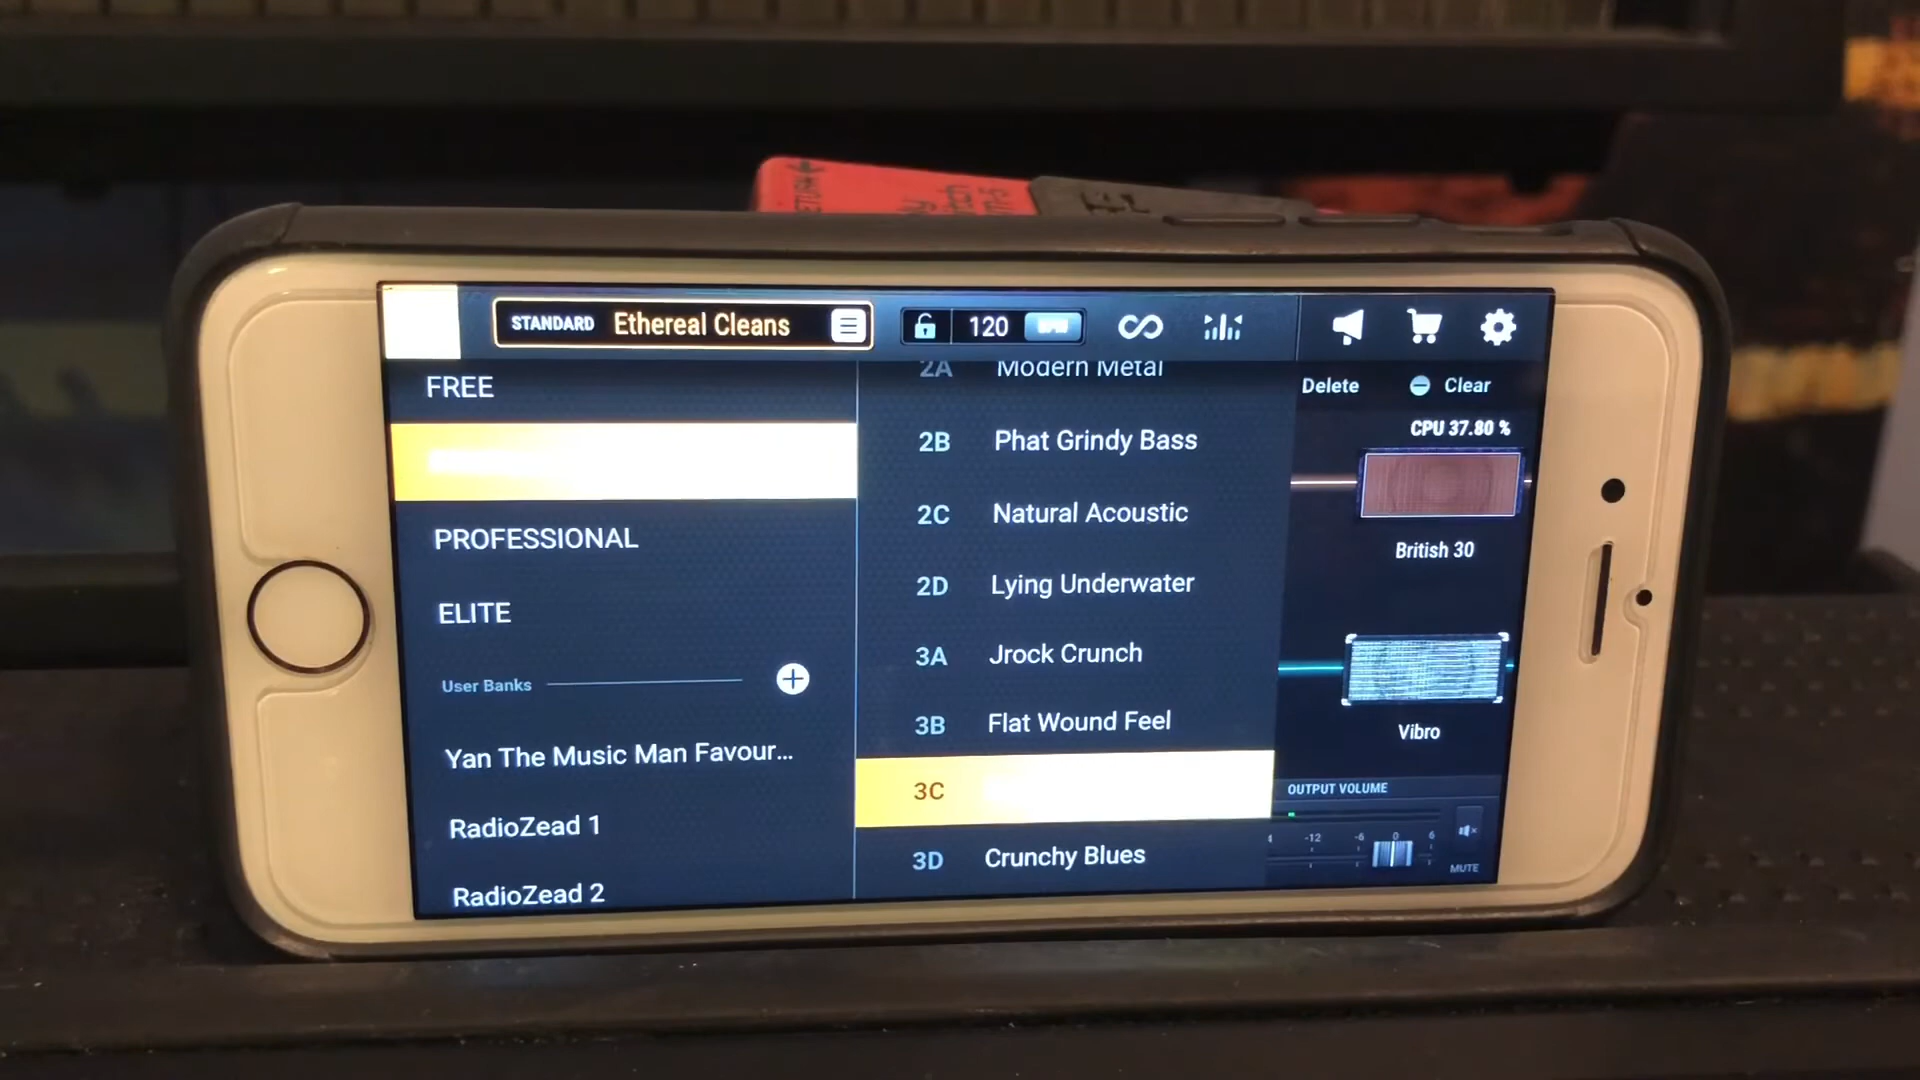 STANDARD Ethereal Cleans
120
FREE
PROFESSIONAL
ELITE
User Banks
Yan The Music Man Favour...
RadioZead 1
RadioZead 2
2A Modern Metal
2B Phat Grindy Bass
2C Natural Acoustic
2D Lying Underwater
3A Jrock Crunch
3B Flat Wound Feel
3C
3D Crunchy Blues
Delete
Clear
CPU 37.80 %
British 30
Vibro
OUTPUT VOLUME
-12 -6 0 6
MUTE